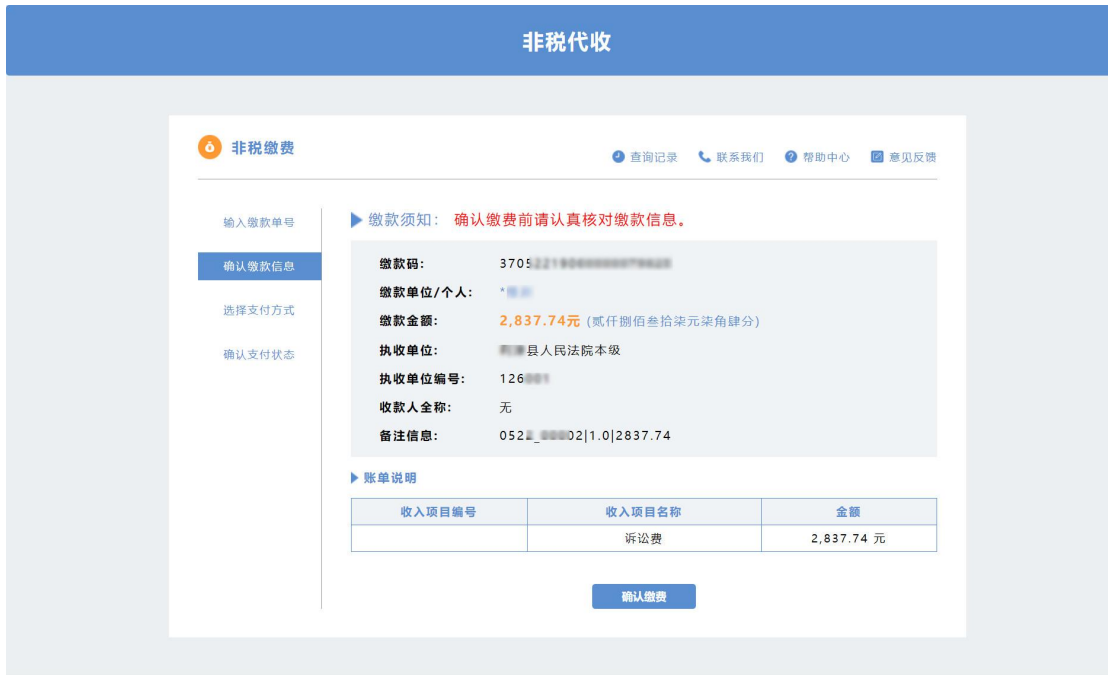 非税代收
非税缴费
查询记录 联系我们 帮助中心 意见反馈
输入缴款单号
确认缴款信息
选择支付方式
确认支付状态
缴款须知： 确认缴费前请认真核对缴款信息。
缴款码： 3705
缴款单位/个人： *
缴款金额： 2,837.74元 (贰仟捌佰叁拾柒元柒角肆分)
执收单位： 县人民法院本级
执收单位编号： 126
收款人全称： 无
备注信息： 0522_ 02|1.0|2837.74
账单说明
收入项目编号 收入项目名称 金额
诉讼费 2,837.74 元
确认缴费